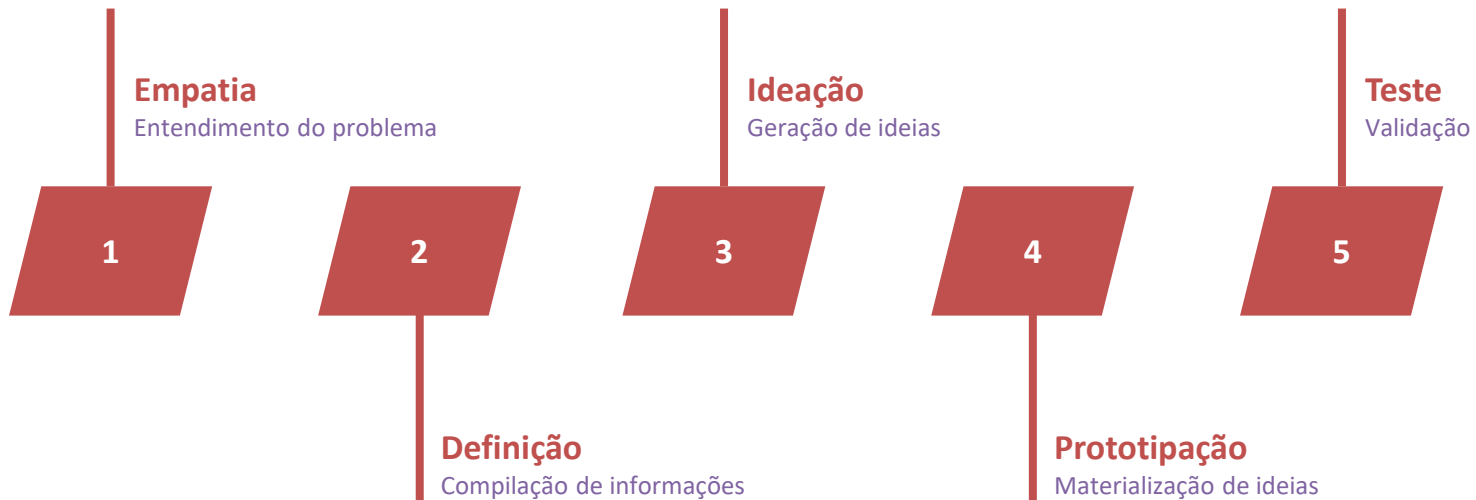 Empatia
Entendimento do problema
Ideação
Geração de ideias
Teste
Validação
1
2
3
4
5
Definição
Compilação de informações
Prototipação
Materialização de ideias